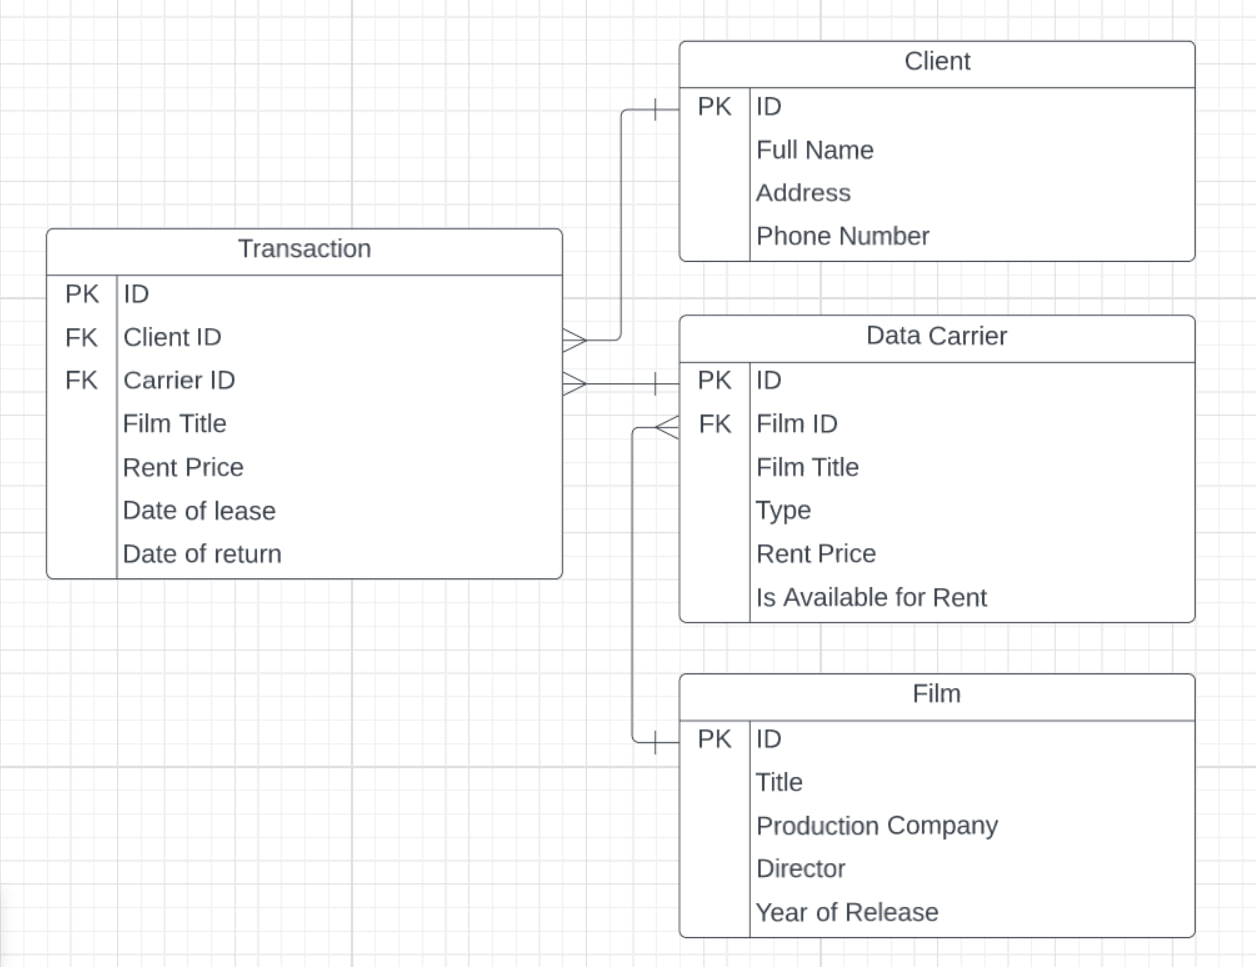 Client
PK ID
Full Name
Address
Phone Number
Transaction
PK ID
FK Client ID
FK Carrier ID
Film Title
Rent Price
Date of lease
Date of return
Data Carrier
PK ID
FK Film ID
Film Title
Type
Rent Price
Is Available for Rent
Film
PK ID
Title
Production Company
Director
Year of Release